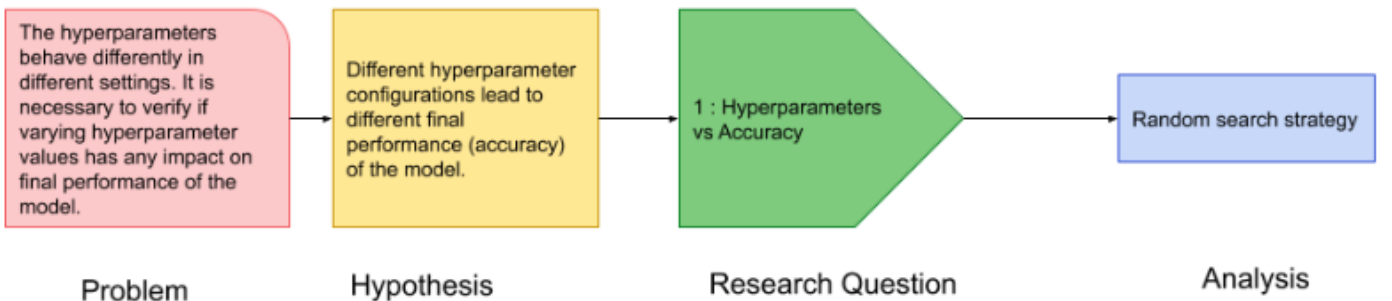 The hyperparameters
behave differently in
different settings. It is
necessary to verify if
varying hyperparameter
values has any impact on
final performance of the
model.
Different hyperparameter
configurations lead to
different final
performance (accuracy)
of the model.
1 : Hyperparameters
vs Accuracy
Random search strategy
Problem
Hypothesis
Research Question
Analysis